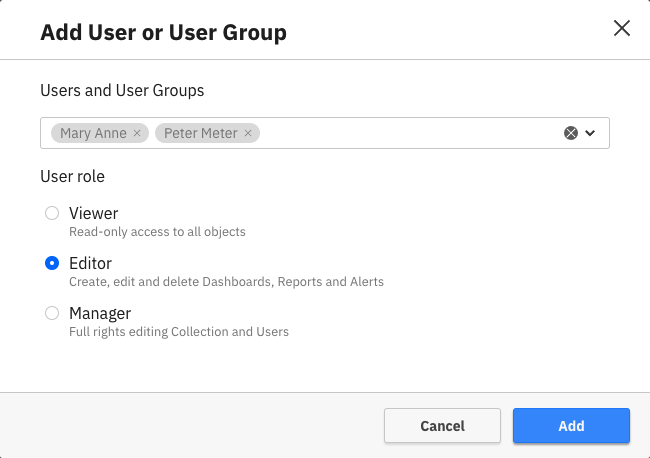 Add User or User Group
Users and User Groups
Mary Anne Peter Meter
User role
Viewer
Read-only access to all objects
Editor
Create, edit and delete Dashboards, Reports and Alerts
Manager
Full rights editing Collection and Users
Cancel Add